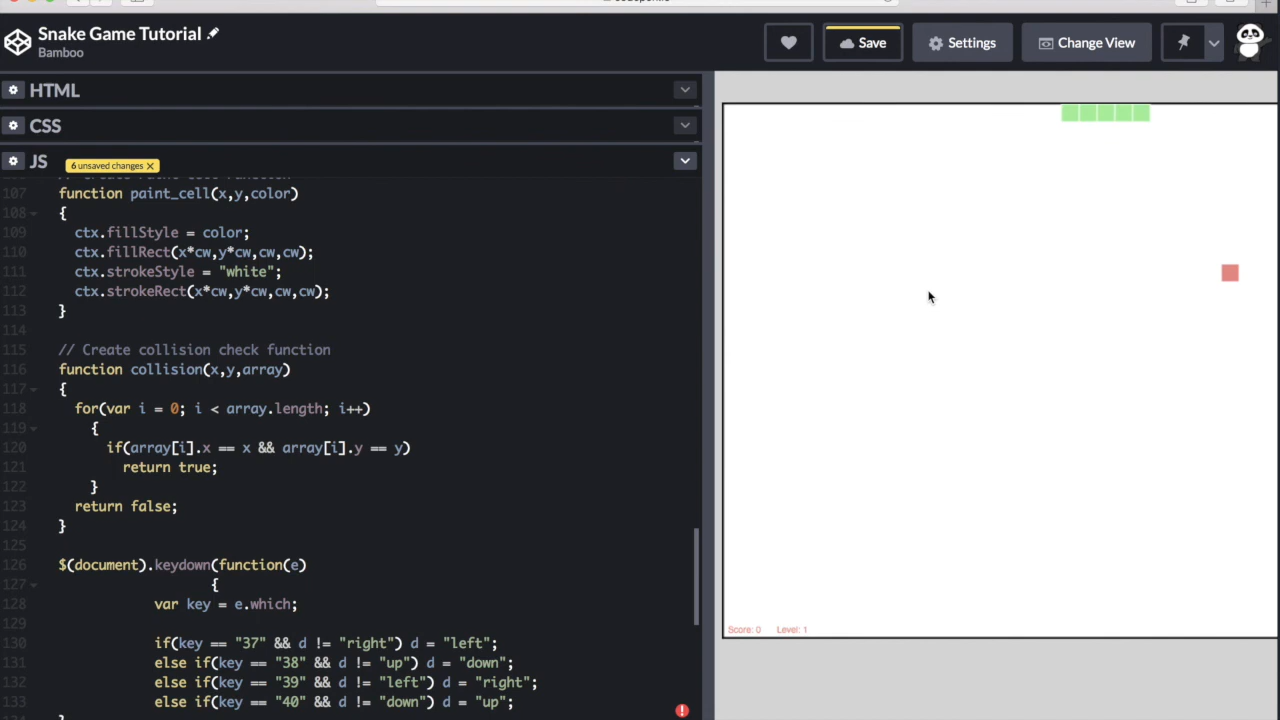 Snake Game Tutorial
Bamboo
Save
Settings
Change View
HTML
CSS
JS
6 unsaved changes ×
107 function paint_cell(x,y,color)
108 {
109 ctx.fillStyle = color;
110 ctx.fillRect(x*cw,y*cw,cw,cw);
111 ctx.strokeStyle = "white";
112 ctx.strokeRect(x*cw,y*cw,cw,cw);
113 }
114
115 // Create collision check function
116 function collision(x,y,array)
117 {
118 for(var i = 0; i < array.length; i++)
119 {
120 if(array[i].x == x && array[i].y == y)
121 return true;
122 }
123 return false;
124 }
125
126 $(document).keydown(function(e)
127 {
128 var key = e.which;
129
130 if(key == "37" && d != "right") d = "left";
131 else if(key == "38" && d != "up") d = "down";
132 else if(key == "39" && d != "left") d = "right";
133 else if(key == "40" && d != "down") d = "up";
Score: 0 Level: 1